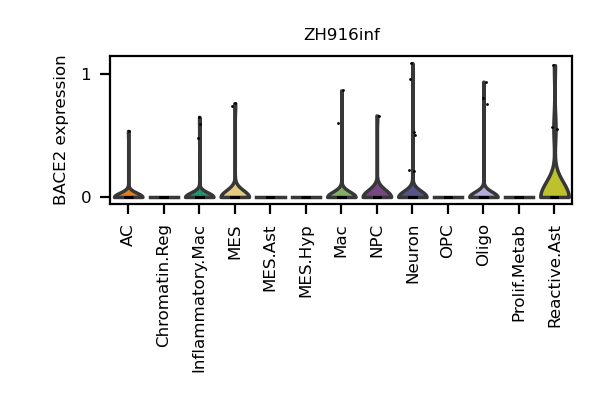 ZH916inf
BACE2 expression
1
0
AC
Chromatin.Reg
Inflammatory.Mac
MES
MES.Ast
MES.Hyp
Mac
NPC
Neuron
OPC
Oligo
Prolif.Metab
Reactive.Ast